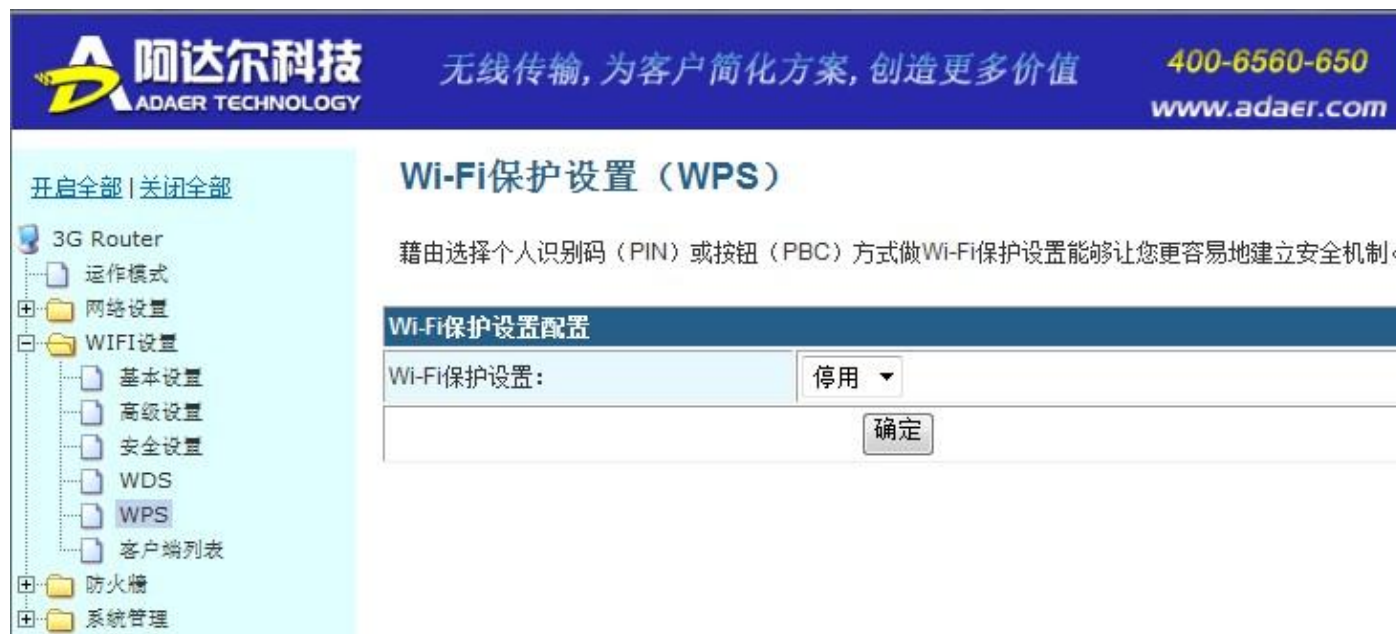 阿达尔科技
ADAER TECHNOLOGY
无线传输,为客户简化方案,创造更多价值
400-6560-650
www.adaer.com
开启全部|关闭全部
3G Router
运作模式
网络设置
WIFI设置
基本设置
高级设置
安全设置
WDS
WPS
客户端列表
防火墙
系统管理
Wi-Fi保护设置（WPS）
藉由选择个人识别码（PIN）或按钮（PBC）方式做Wi-Fi保护设置能够让您更容易地建立安全机制
Wi-Fi保护设置配置
Wi-Fi保护设置: 停用
确定